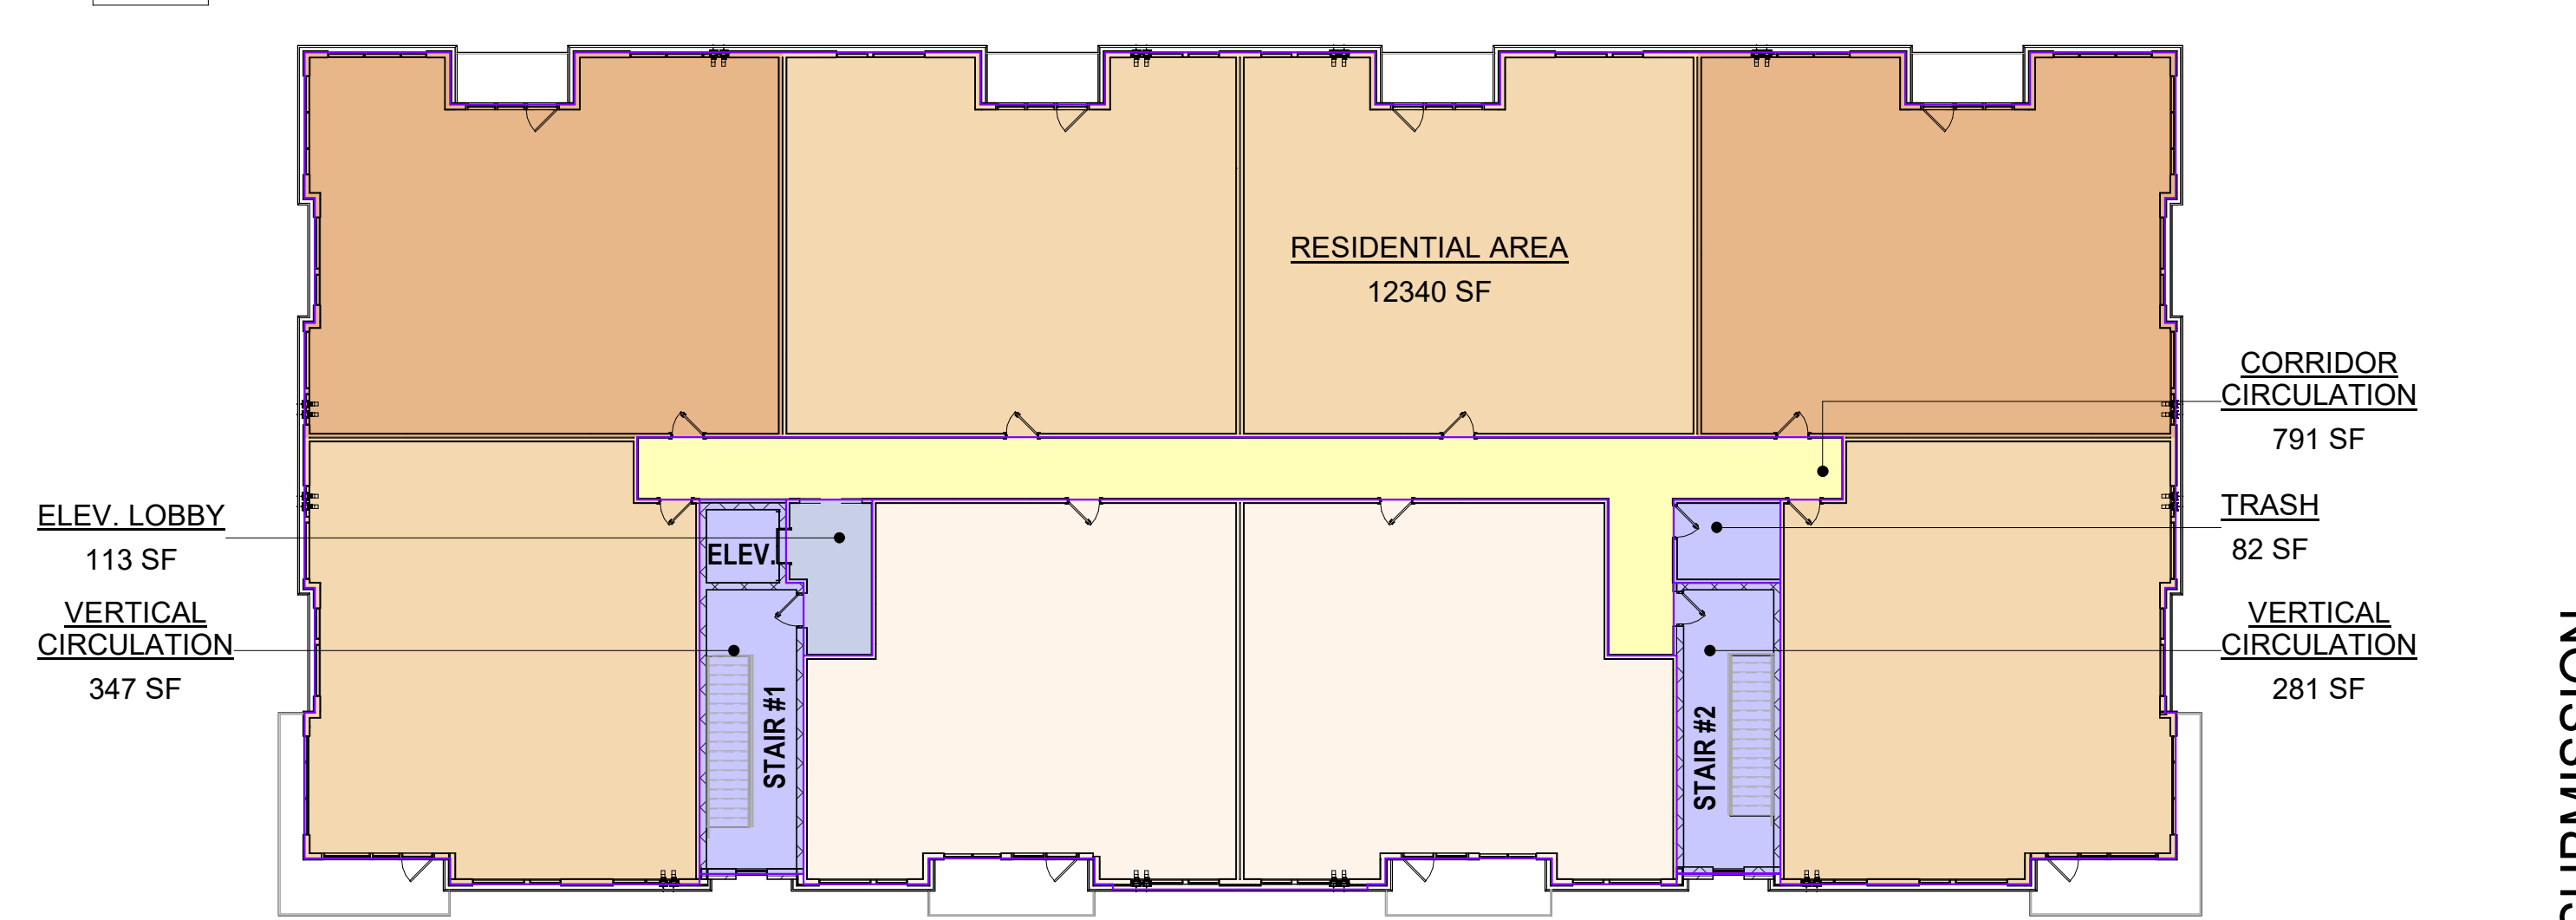 RESIDENTIAL AREA
12340 SF
CORRIDOR
CIRCULATION
791 SF
ELEV. LOBBY
113 SF
TRASH
82 SF
ELEV.
VERTICAL
CIRCULATION
347 SF
VERTICAL
CIRCULATION
281 SF
STAIR #1
STAIR #2
SUBMISSION